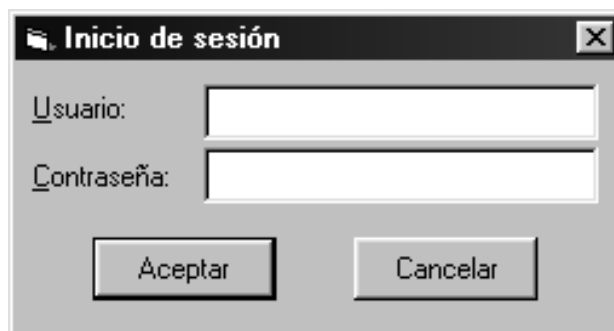 Inicio de sesión
Usuario:
Contraseña:
Aceptar Cancelar